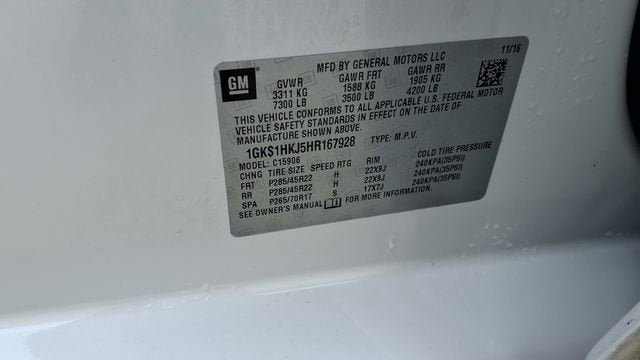 MFD BY GENERAL MOTORS LLC 11/16
GM
GVWR GAWR FRT GAWR RR
3311 KG 1588 KG 1905 KG
7300 LB 3500 LB 4200 LB
THIS VEHICLE CONFORMS TO ALL APPLICABLE U.S. FEDERAL MOTOR
VEHICLE SAFETY STANDARDS IN EFFECT ON THE DATE OF
MANUFACTURE SHOWN ABOVE.
1GKS1HKJ5HR167928 TYPE: M.P.V.
MODEL: C15906
CHNG TIRE SIZE SPEED RTG RIM COLD TIRE PRESSURE
FRT P285/45R22 H 22X9J 240KPA(35PSI)
RR P285/45R22 H 22X9J 240KPA(35PSI)
SPA P265/70R17 17X7J 240KPA(35PSI)
SEE OWNER'S MANUAL FOR MORE INFORMATION.